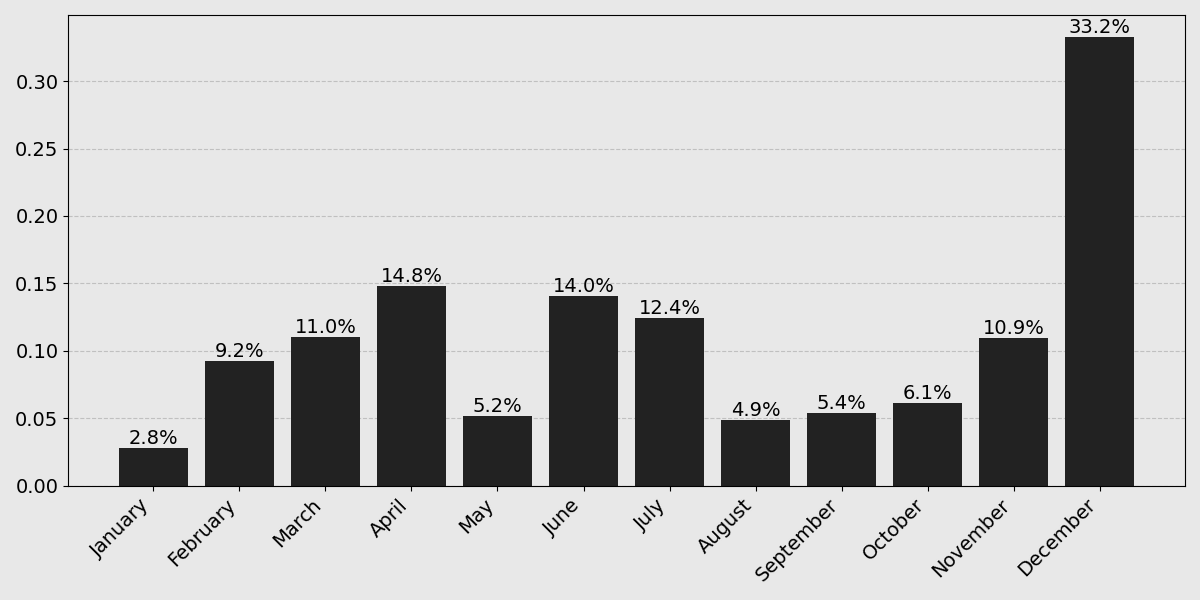 33.2%
0.30
0.25
0.20
0.15
14.8%
14.0%
12.4%
11.0%
10.9%
0.10
9.2%
6.1%
5.4%
5.2%
4.9%
0.05
2.8%
0.00
January
February
March
April
May
June
July
August
September
October
November
December